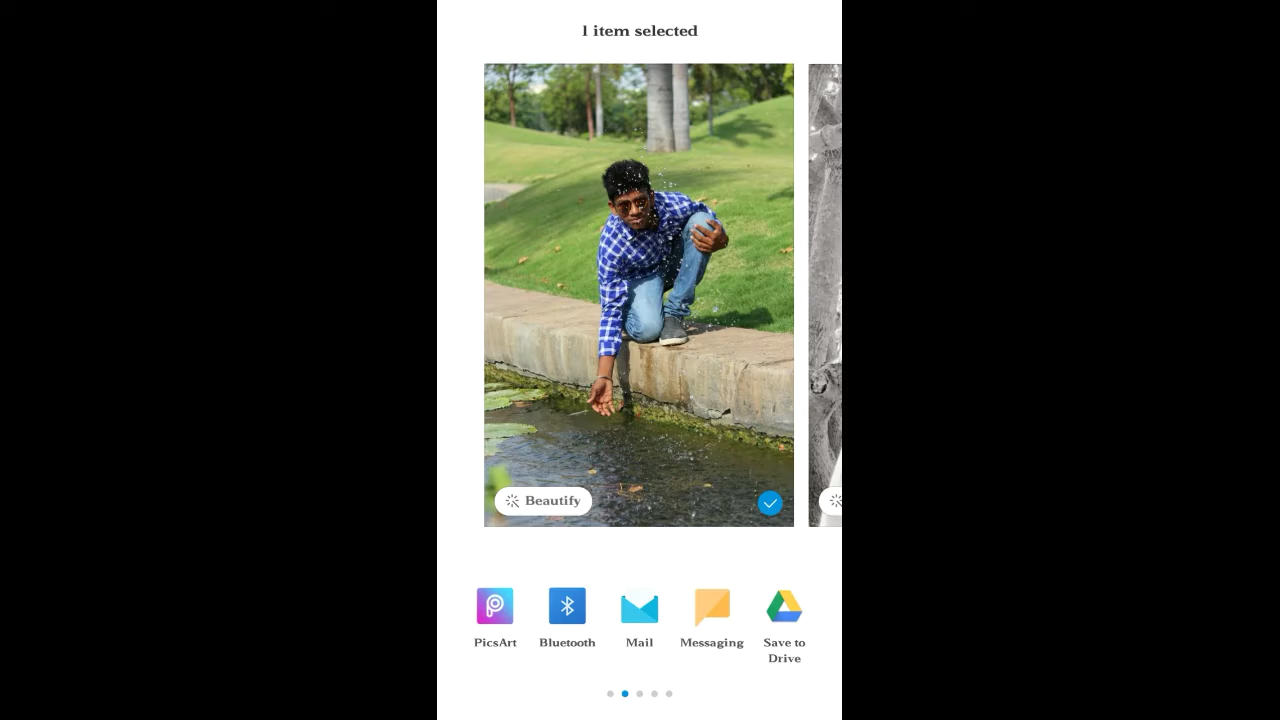 1 item selected
Beautify
PicsArt
Bluetooth
Mail
Messaging
Save to
Drive